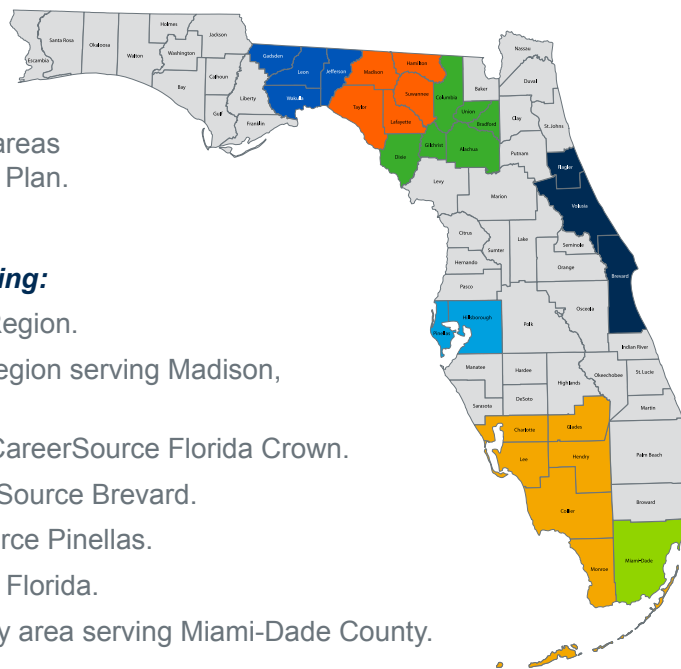 areas
Plan.
ing:
Region.
egion serving Madison,
CareerSource Florida Crown.
Source Brevard.
rce Pinellas.
Florida.
y area serving Miami-Dade County.
Escambia
Santa Rosa
Okaloosa
Walton
Holmes
Washington
Jackson
Bay
Calhoun
Gulf
Liberty
Franklin
Gadsden
Leon
Wakulla
Jefferson
Madison
Taylor
Hamilton
Suwannee
Lafayette
Columbia
Dixie
Gilchrist
Union
Bradford
Alachua
Baker
Nassau
Duval
Clay
St. Johns
Putnam
Levy
Marion
Flagler
Volusia
Citrus
Sumter
Lake
Seminole
Hernando
Orange
Brevard
Pasco
Osceola
Pinellas
Hillsborough
Polk
Indian River
Manatee
Hardee
Highlands
Okeechobee
St. Lucie
Sarasota
DeSoto
Martin
Charlotte
Glades
Lee
Hendry
Palm Beach
Collier
Broward
Monroe
Miami-Dade